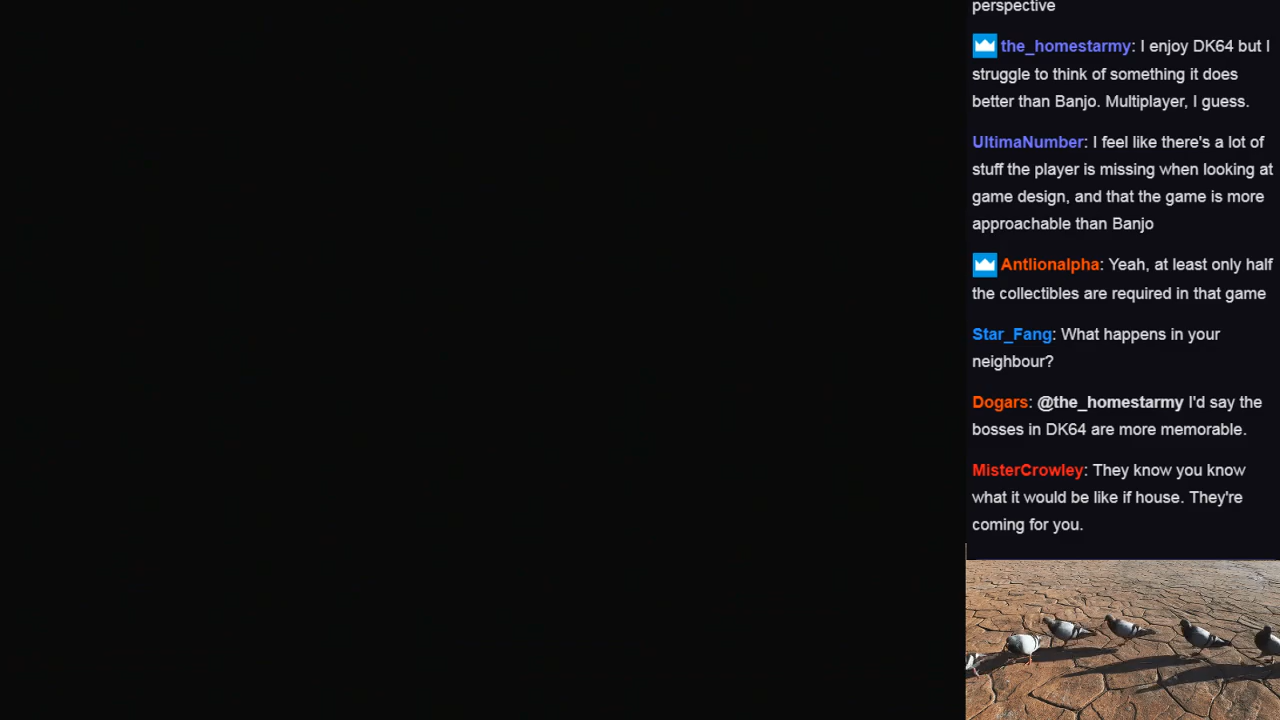 perspective
the_homestarmy: I enjoy DK64 but I
struggle to think of something it does
better than Banjo. Multiplayer, I guess.
UltimaNumber: I feel like there's a lot of
stuff the player is missing when looking at
game design, and that the game is more
approachable than Banjo
Antlionalpha: Yeah, at least only half
the collectibles are required in that game
Star_Fang: What happens in your
neighbour?
Dogars: @the_homestarmy I'd say the
bosses in DK64 are more memorable.
MisterCrowley: They know you know
what it would be like if house. They're
coming for you.